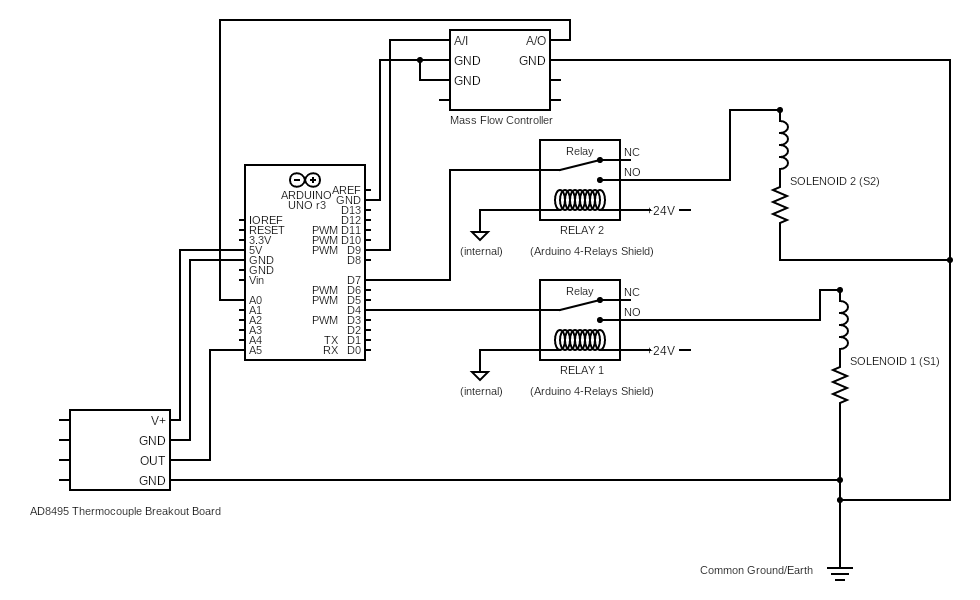 A/I A/O
GND GND
GND
Mass Flow Controller
Relay NC
NO
+24V
RELAY 2
(internal) (Arduino 4-Relays Shield)
SOLENOID 2 (S2)
ARDUINO
UNO r3
AREF
GND
D13
IOREF D12
RESET PWM D11
3.3V PWM D10
5V PWM D9
GND D8
GND
Vin D7
PWM D6
A0 PWM D5
A1 D4
A2 PWM D3
A3 D2
A4 TX D1
A5 RX D0
Relay NC
NO
+24V
RELAY 1
(internal) (Arduino 4-Relays Shield)
SOLENOID 1 (S1)
V+
GND
OUT
GND
AD8495 Thermocouple Breakout Board
Common Ground/Earth